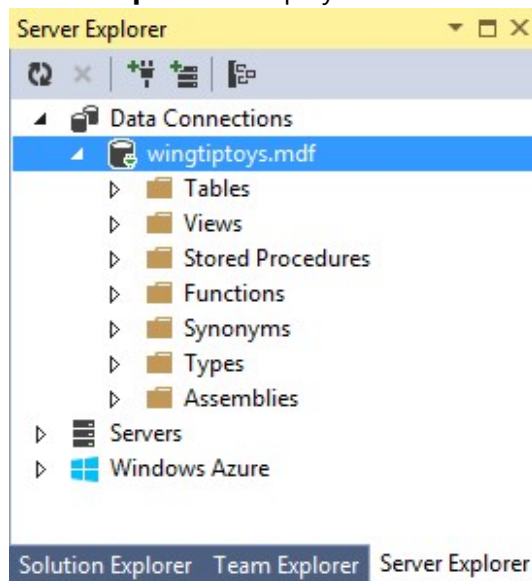 Server Explorer
Data Connections
wingtiptoys.mdf
Tables
Views
Stored Procedures
Functions
Synonyms
Types
Assemblies
Servers
Windows Azure
Solution Explorer Team Explorer Server Explorer